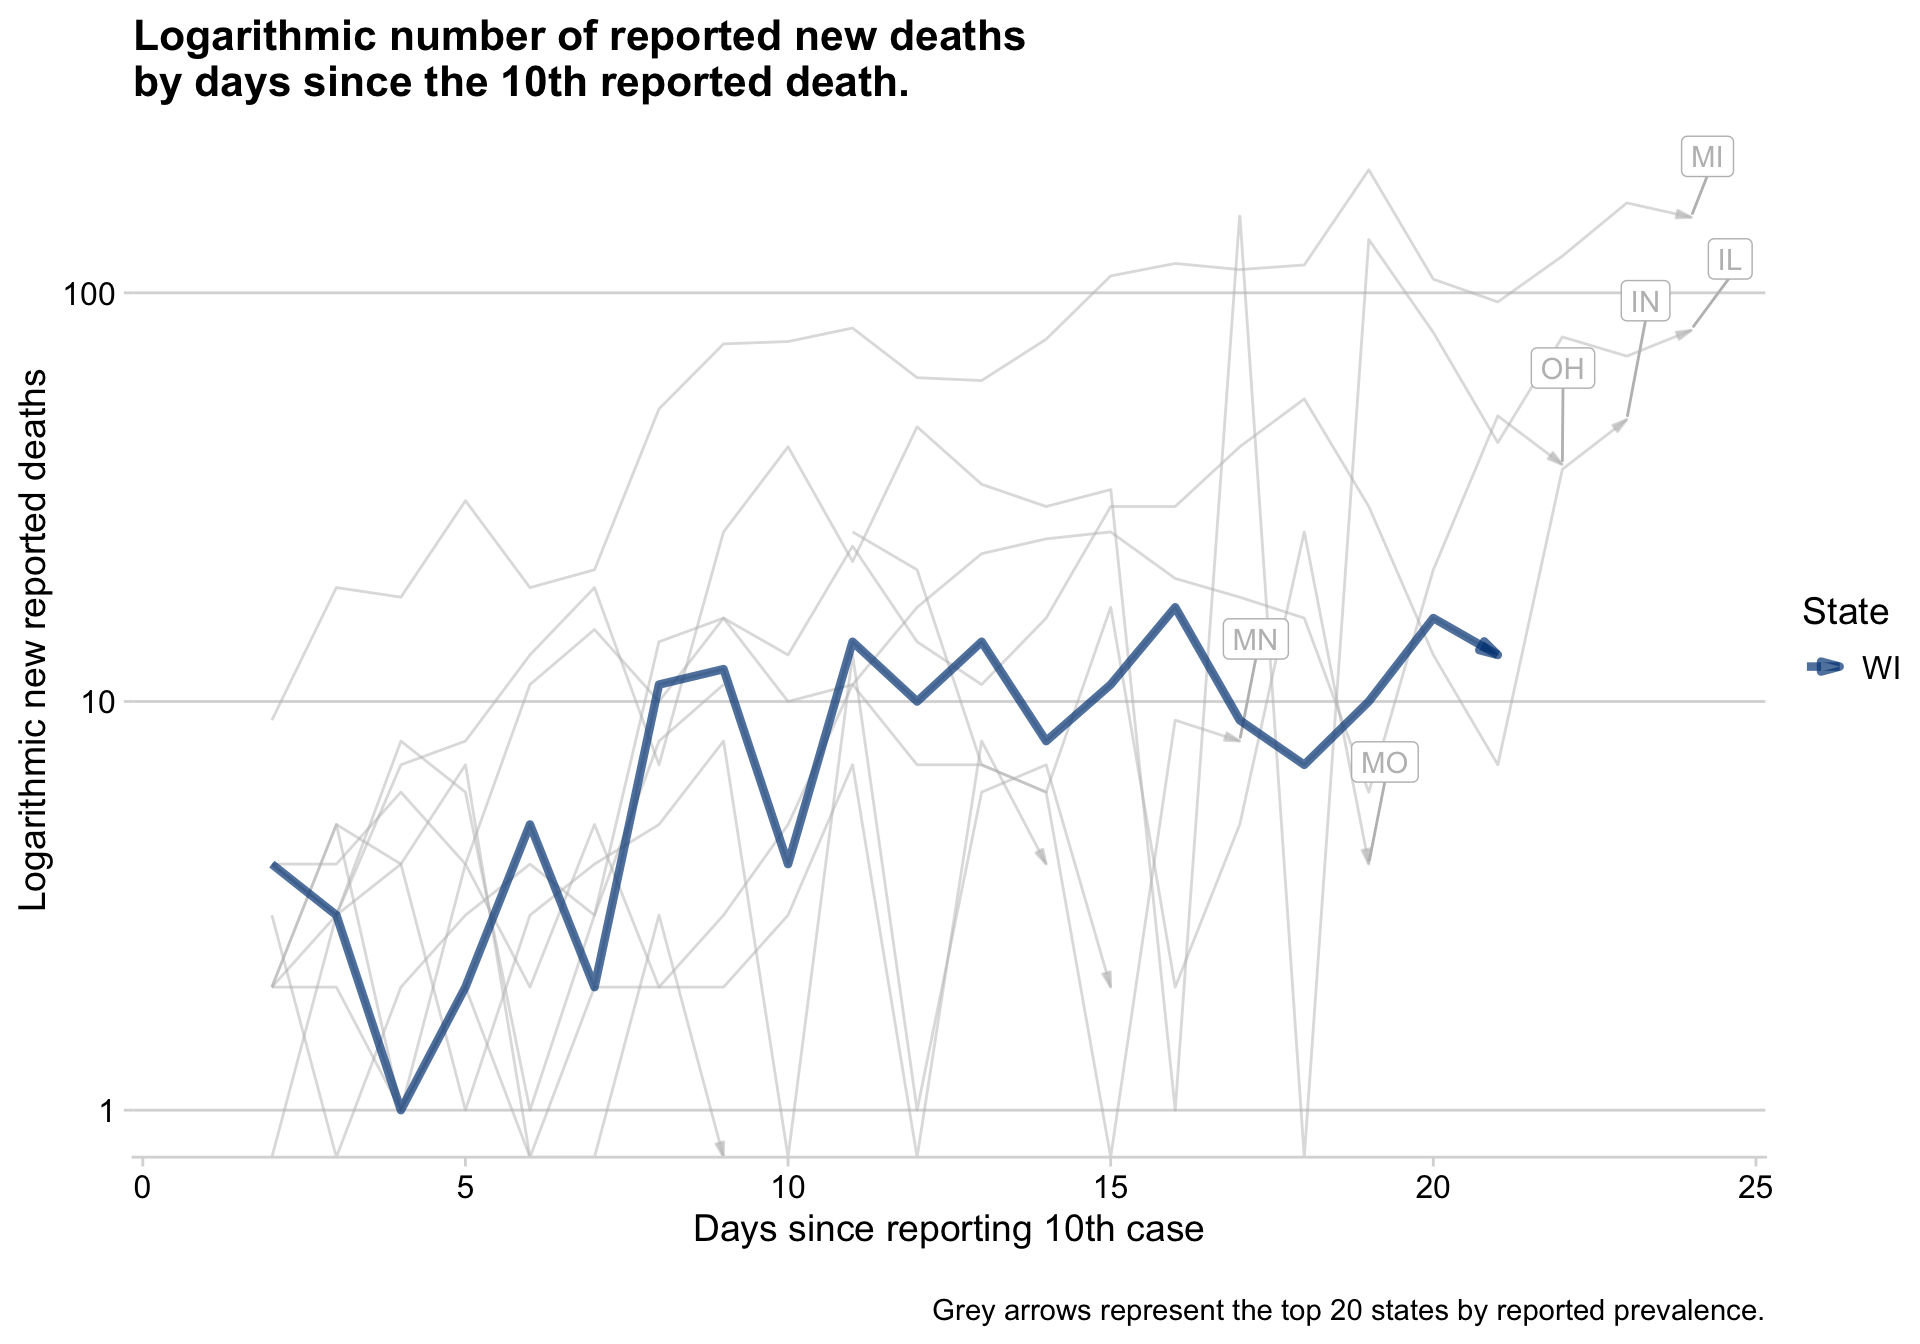 Logarithmic number of reported new deaths
by days since the 10th reported death.
MI
IL
IN
OH
MN
MO
100
10
1
Logarithmic new reported deaths
0 5 10 15 20 25
Days since reporting 10th case
State
WI
Grey arrows represent the top 20 states by reported prevalence.